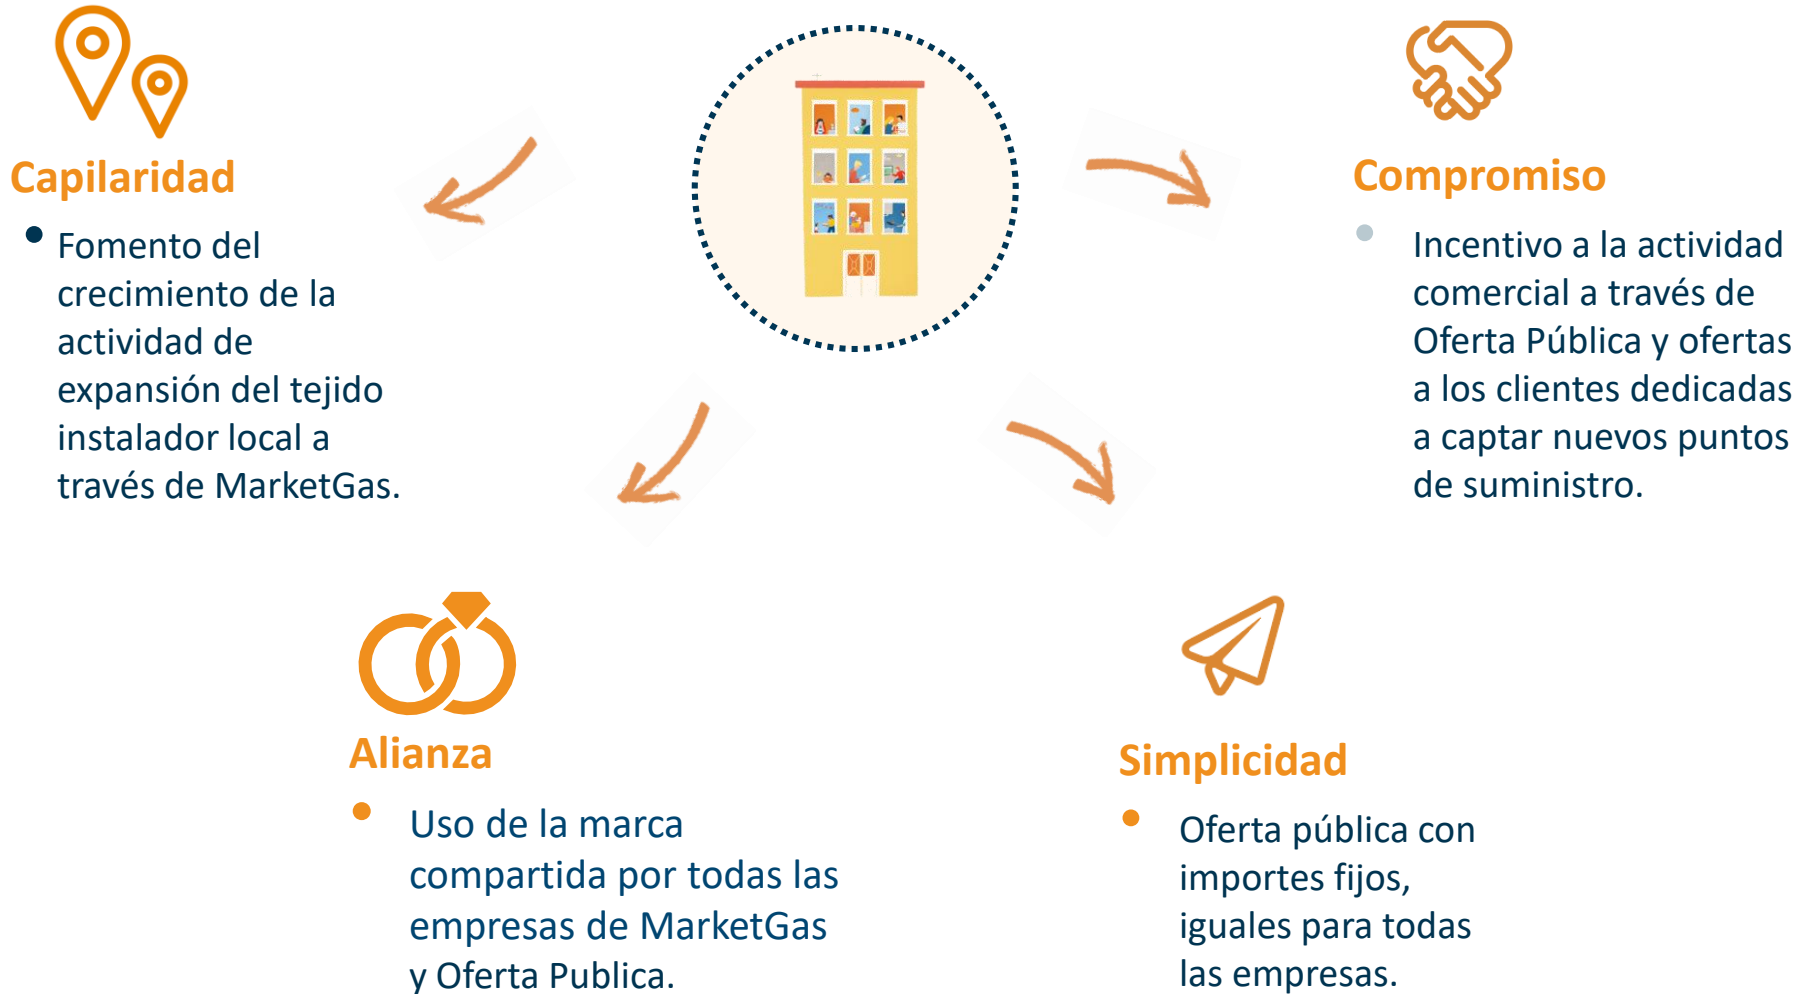 Capilaridad
• Fomento del
crecimiento de la
actividad de
expansión del tejido
instalador local a
través de MarketGas.
Compromiso
• Incentivo a la actividad
comercial a través de
Oferta Pública y ofertas
a los clientes dedicadas
a captar nuevos puntos
de suministro.
Alianza
• Uso de la marca
compartida por todas las
empresas de MarketGas
y Oferta Publica.
Simplicidad
• Oferta pública con
importes fijos,
iguales para todas
las empresas.